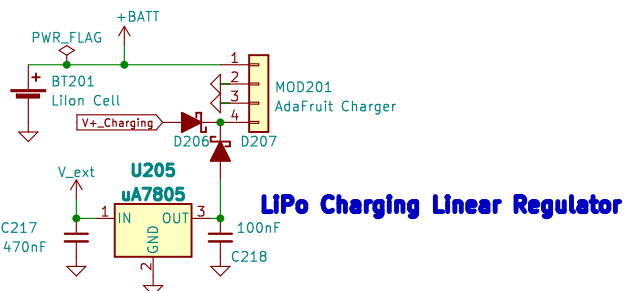 +BATT
PWR_FLAG
1
+
BT201
LiIon Cell
2
MOD201
3
AdaFruit Charger
V+_Charging
4
D206
D207
V_ext
U205
uA7805
LiPo Charging Linear Regulator
C217
470nF
1
IN
OUT
3
GND
2
100nF
C218